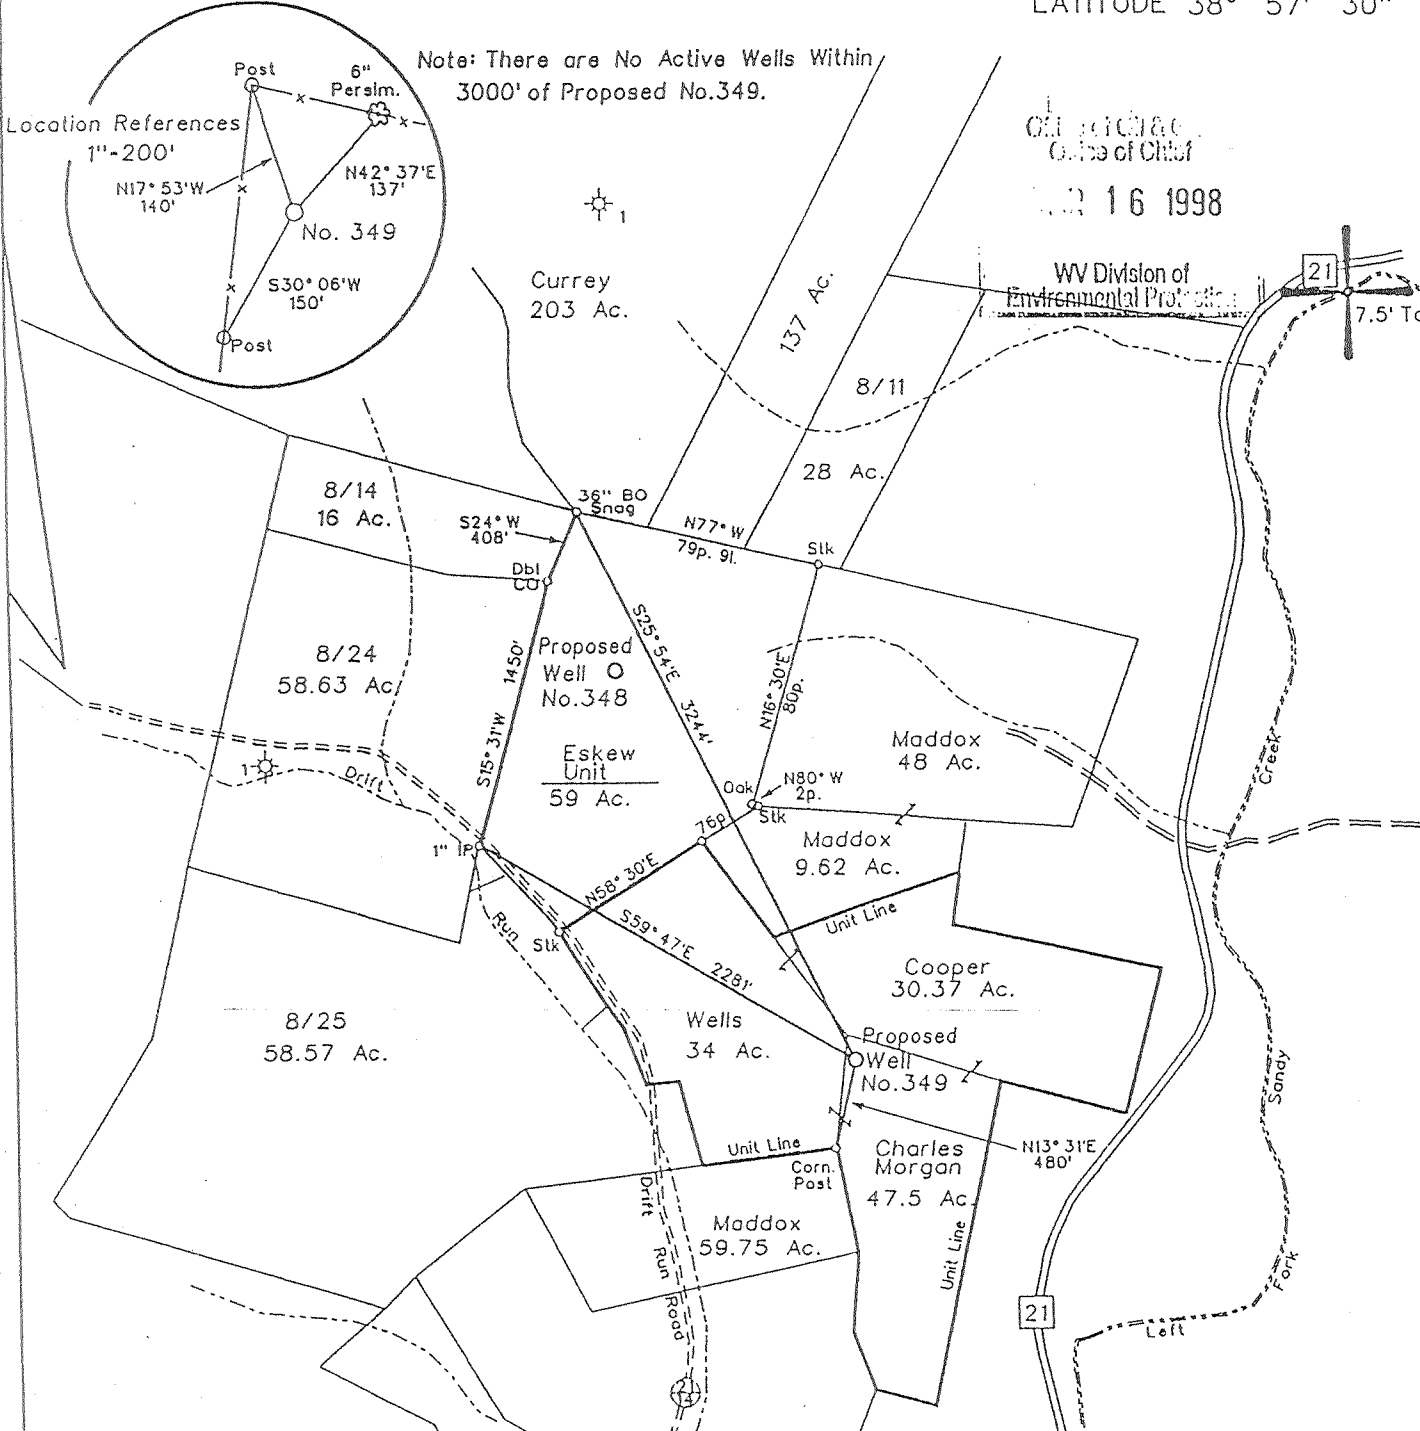 LATITUDE 38° 57' 30"
Note: There are No Active Wells Within
3000' of Proposed No.349.
Post
6"
Persim.
Location References
1"-200'
N17° 53'W
140'
N42° 37'E
137'
No. 349
S30° 06'W
150'
Post
1
Office of Chief
16 1998
WV Division of
Environmental Protection
21
7.5'
Currey
203 Ac.
137 Ac.
8/11
28 Ac.
8/14
16 Ac.
36" BO
Snag
S24° W
408'
N77° W
79p. 9l.
Stk
Dbl
CO
8/24
58.63 Ac.
1450'
S15° 31'W
Proposed
Well
No.348
S25° 54'E
3244'
N16° 30'E
80p.
Eskew
Unit
59 Ac.
Maddox
48 Ac.
Creek
1
Drift
Oak
N80° W
2p.
Stk
76p.
1" IP
Maddox
9.62 Ac.
N58° 30'E
Unit Line
Run
Stk
S59° 47'E
2281'
Cooper
30.37 Ac.
8/25
58.57 Ac.
Wells
34 Ac.
Proposed
Well
No.349
Sandy
Unit Line
Corn.
Post
Charles
Morgan
47.5 Ac.
N13° 31'E
480'
Drift
Maddox
59.75 Ac.
Unit Line
Run
Road
Fork
21
Left
21
14